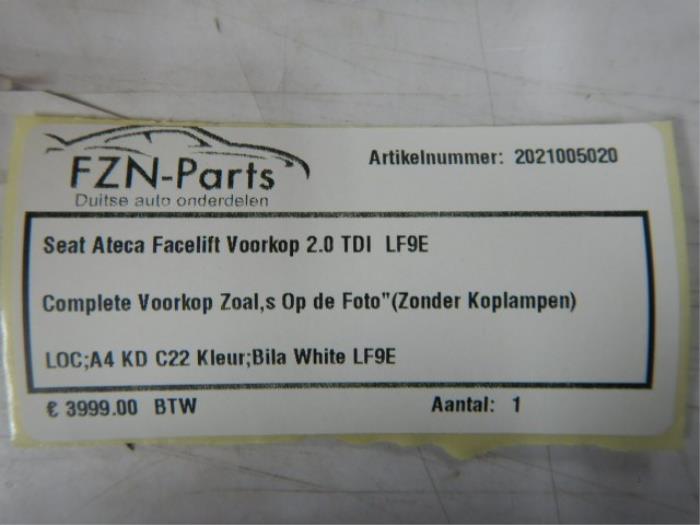 FZN-Parts
Duitse auto onderdelen
Artikelnummer: 2021005020
Seat Ateca Facelift Voorkop 2.0 TDI LF9E
Complete Voorkop Zoal,s Op de Foto"(Zonder Koplampen)
LOC;A4 KD C22 Kleur;Bila White LF9E
€ 3999.00 BTW
Aantal: 1